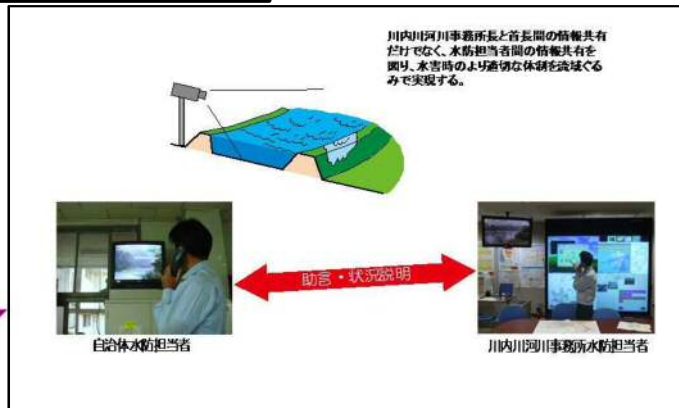 川内川河川事務所長と首長間の情報共有
だけでなく、水防担当者間の情報共有を
図り、水害時のより適切な体制を流域ぐる
みで実現する。
助言・状況説明
自治体水防担当者
川内川河川事務所水防担当者